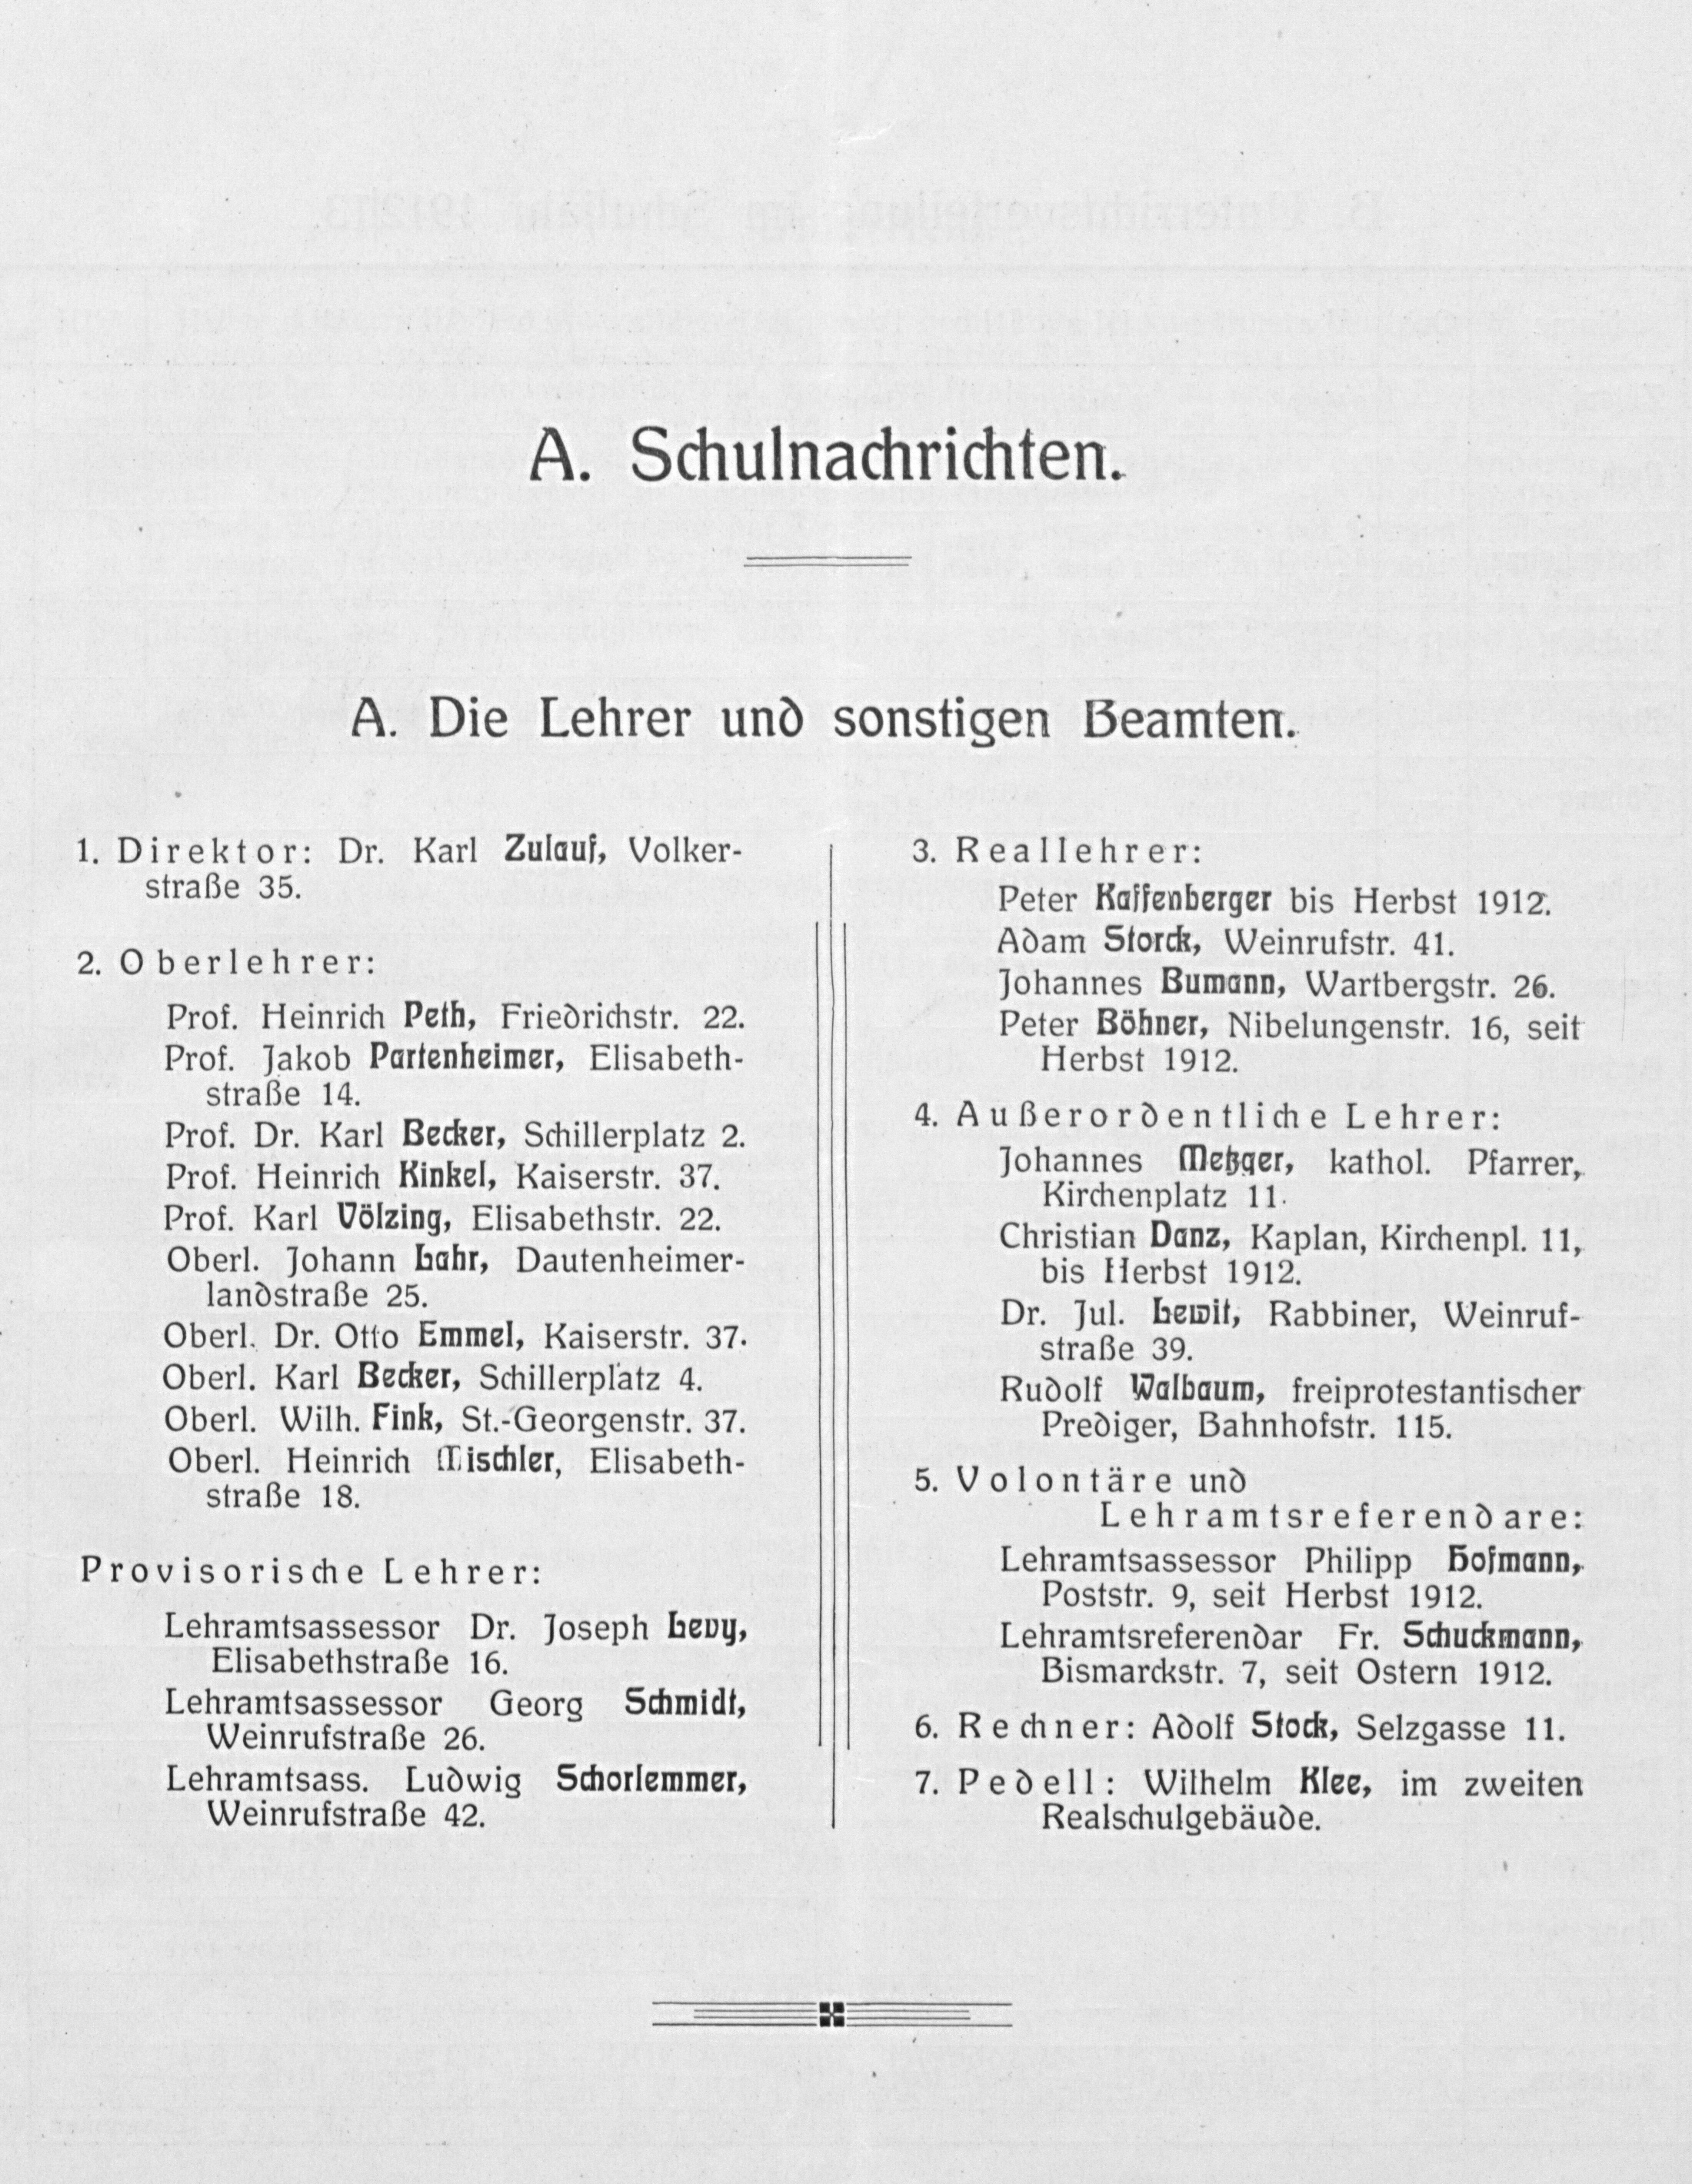 A. Schulnachrichten.
A. Die Lehrer und sonstigen Beamten.
1. Direktor: Dr. Karl Zulauf, Volker-
straße 35.
2. Oberlehrer:
Prof. Heinrich Peth, Friedrichstr. 22.
Prof. Jakob Partenheimer, Elisabeth-
straße 14.
Prof. Dr. Karl Becker, Schillerplatz 2.
Prof. Heinrich Kinkel, Kaiserstr. 37.
Prof. Karl Völzing, Elisabethstr. 22.
Oberl. Johann Lahr, Dautenheimer-
landstraße 25.
Oberl. Dr. Otto Emmel, Kaiserstr. 37.
Oberl. Karl Becker, Schillerplatz 4.
Oberl. Wilh. Fink, St.-Georgenstr. 37.
Oberl. Heinrich Mischler, Elisabeth-
straße 18.
Provisorische Lehrer:
Lehramtsassessor Dr. Joseph Levy,
Elisabethstraße 16.
Lehramtsassessor Georg Schmidt,
Weinrufstraße 26.
Lehramtsass. Ludwig Schorlemmer,
Weinrufstraße 42.
3. Reallehrer:
Peter Kaffenberger bis Herbst 1912.
Adam Storck, Weinrufstr. 41.
Johannes Bumann, Wartbergstr. 26.
Peter Böhner, Nibelungenstr. 16, seit
Herbst 1912.
4. Außerordentliche Lehrer:
Johannes Metzger, kathol. Pfarrer,
Kirchenplatz 11.
Christian Danz, Kaplan, Kirchenpl. 11,
bis Herbst 1912.
Dr. Jul. Lewit, Rabbiner, Weinruf-
straße 39.
Rudolf Walbaum, freiprotestantischer
Prediger, Bahnhofstr. 115.
5. Volontäre und
Lehramtsreferendare:
Lehramtsassessor Philipp Hofmann,
Poststr. 9, seit Herbst 1912.
Lehramtsreferendar Fr. Schuckmann,
Bismarckstr. 7, seit Ostern 1912.
6. Rechner: Adolf Stock, Selzgasse 11.
7. Pedell: Wilhelm Klee, im zweiten
Realschulgebäude.